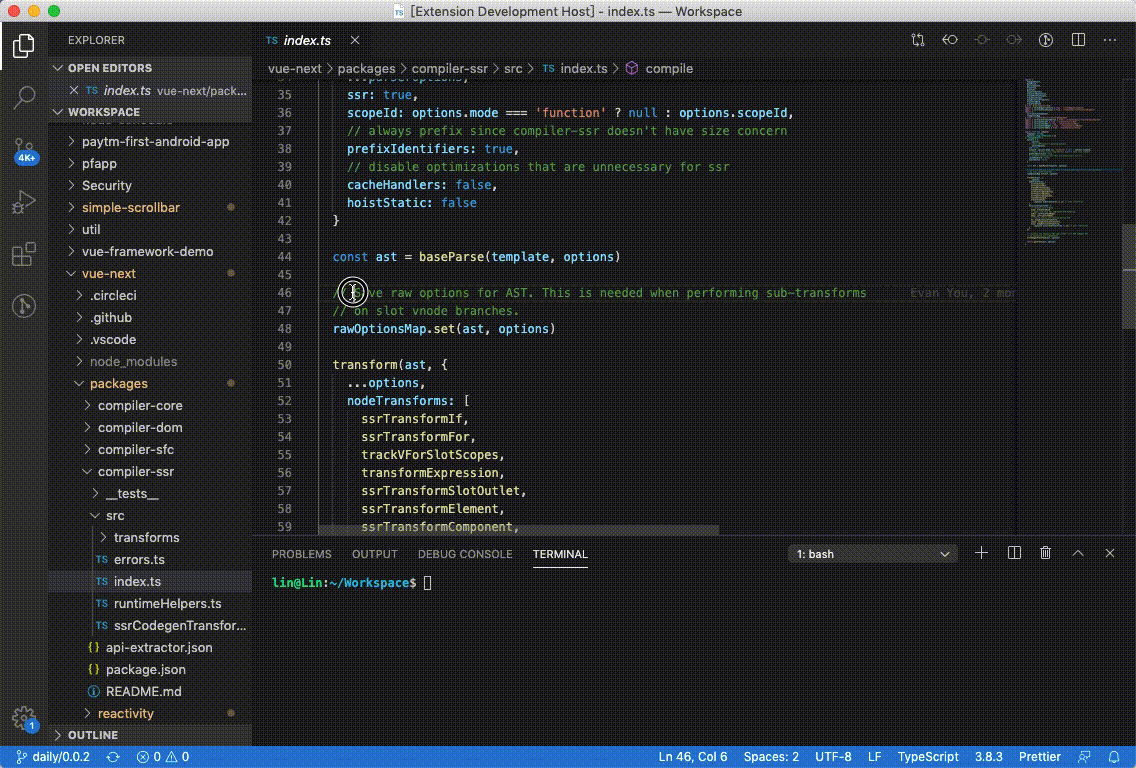 [Extension Development Host] - index.ts — Workspace
EXPLORER
OPEN EDITORS
TS index.ts vue-next/pack...
WORKSPACE
paytm-first-android-app
pfapp
Security
simple-scrollbar
util
vue-framework-demo
vue-next
.circleci
.github
.vscode
node_modules
packages
compiler-core
compiler-dom
compiler-sfc
compiler-ssr
__tests__
src
transforms
TS errors.ts
TS index.ts
TS runtimeHelpers.ts
TS ssrCodegenTransfor...
{} api-extractor.json
{} package.json
README.md
reactivity
OUTLINE
4K+
1
TS index.ts
vue-next > packages > compiler-ssr > src > TS index.ts > compile
35 ssr: true,
36 scopeId: options.mode === 'function' ? null : options.scopeId,
37 // always prefix since compiler-ssr doesn't have size concern
38 prefixIdentifiers: true,
39 // disable optimizations that are unnecessary for ssr
40 cacheHandlers: false,
41 hoistStatic: false
42 }
43
44 const ast = baseParse(template, options)
45
46 // raw options for AST. This is needed when performing sub-transforms Evan You, 2 mon
47 // on slot vnode branches.
48 rawOptionsMap.set(ast, options)
49
50 transform(ast, {
51 ...options,
52 nodeTransforms: [
53 ssrTransformIf,
54 ssrTransformFor,
55 trackVForSlotScopes,
56 transformExpression,
57 ssrTransformSlotOutlet,
58 ssrTransformElement,
59 ssrTransformComponent,
PROBLEMS OUTPUT DEBUG CONSOLE TERMINAL 1: bash
lin@Lin:~/Workspace$
daily/0.0.2 0 0 Ln 46, Col 6 Spaces: 2 UTF-8 LF TypeScript 3.8.3 Prettier